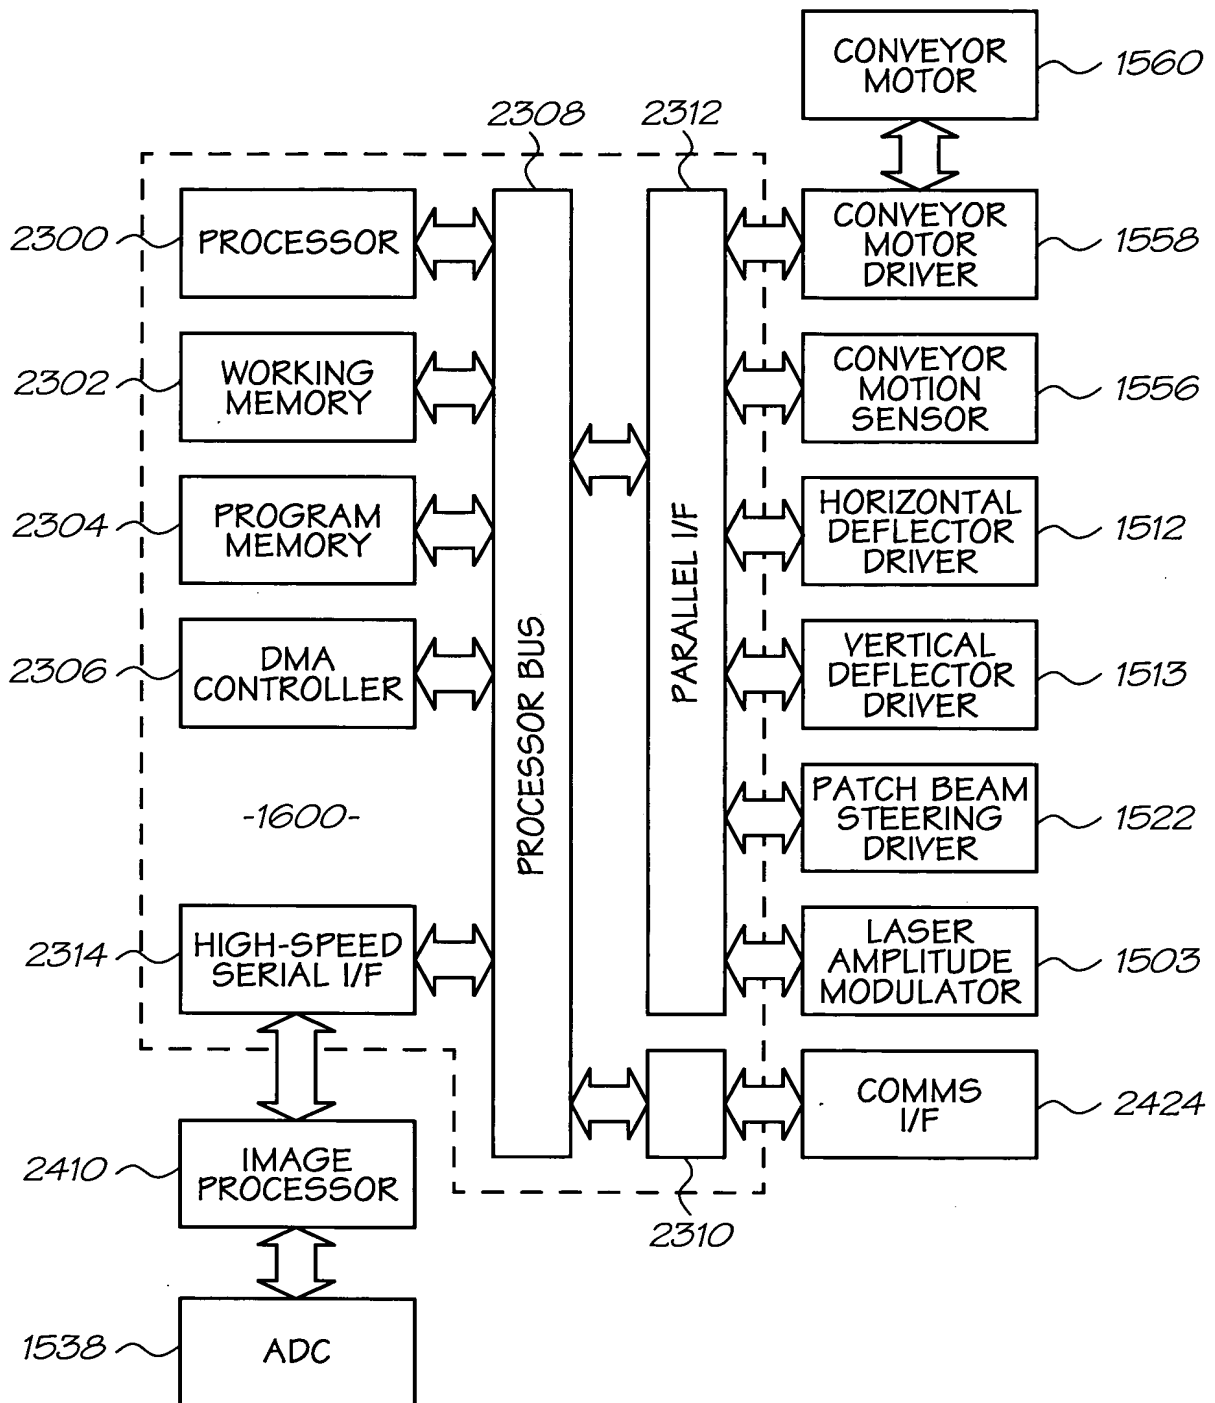 CONVEYOR
MOTOR
1560
2308
2312
2300
PROCESSOR
CONVEYOR
MOTOR
DRIVER
1558
2302
WORKING
MEMORY
CONVEYOR
MOTION
SENSOR
1556
2304
PROGRAM
MEMORY
HORIZONTAL
DEFLECTOR
DRIVER
1512
2306
DMA
CONTROLLER
PROCESSOR BUS
PARALLEL I/F
VERTICAL
DEFLECTOR
DRIVER
1513
-1600-
PATCH BEAM
STEERING
DRIVER
1522
2314
HIGH-SPEED
SERIAL I/F
LASER
AMPLITUDE
MODULATOR
1503
COMMS
I/F
2424
2410
IMAGE
PROCESSOR
2310
1538
ADC